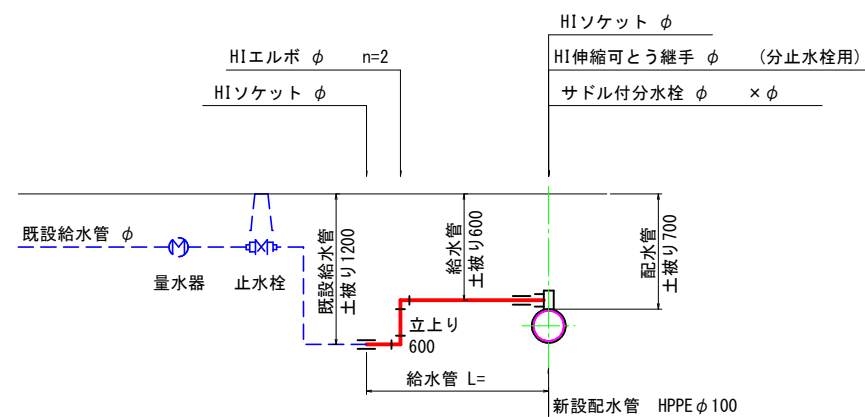 HIソケット φ
HIエルボ φ n=2
HI伸縮可とう継手 φ (分止水栓用)
HIソケット φ
サドル付分水栓 φ ×φ
既設給水管 φ
量水器
止水栓
既設給水管
土被り1200
給水管
土被り600
配水管
土被り700
立上り
600
給水管 L=
新設配水管 HPPEφ100